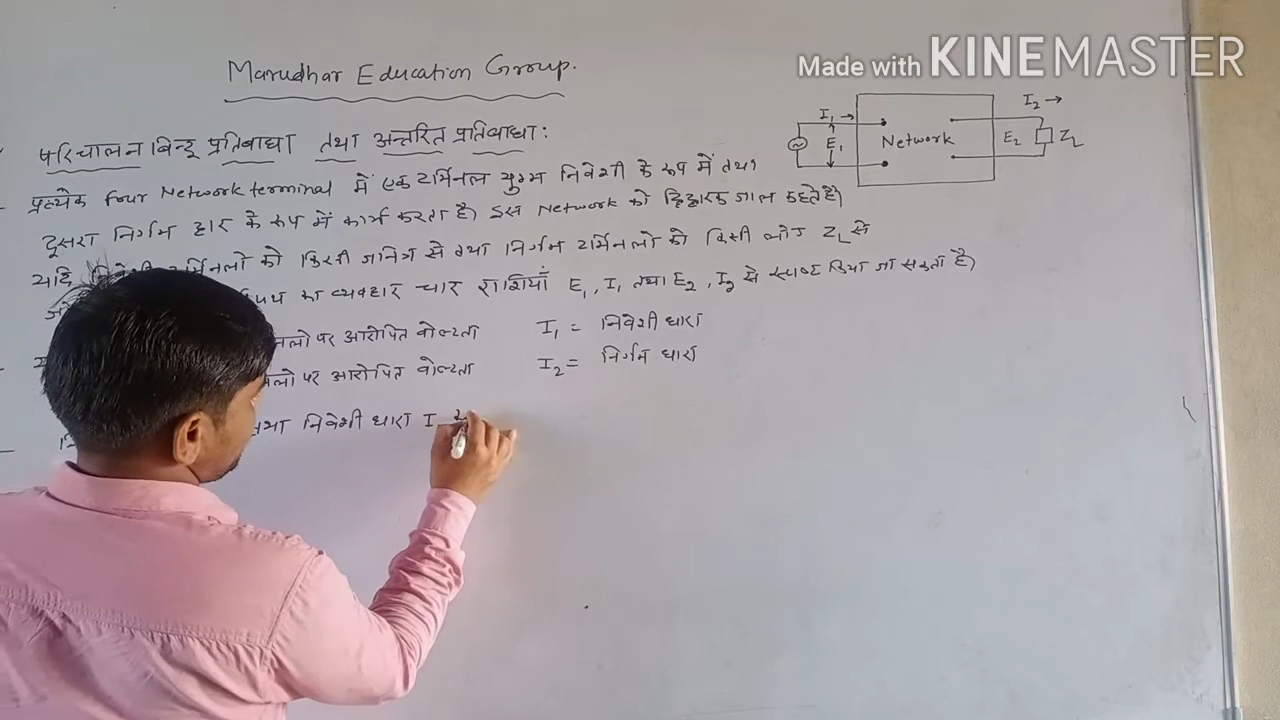 Marudhar Education Group.
Made with KINEMASTER
परिचालन बिन्दू प्रतिबाधा तथा अन्तरित प्रतिबाधा:
I1 → E1 Network I2 → E2 ZL
प्रत्येक four Network terminal में एक टर्मिनल युग्म निवेशी के रूप में तथा
दूसरा निर्गम द्वार के रूप में कार्य करता है। इस Network को द्विद्वारक जाल कहते है।
यदि टर्मिनलों को किसी जनित्र से तथा निर्गम टर्मिनलों को किसी लोड ZL से
का व्यवहार चार राशियाँ E1, I1 तथा E2, I2 से स्पष्ट किया जा सकता है।
पर आरोपित वोल्टता I1 = निवेशी धारा
पर आरोपित वोल्टता I2 = निर्गम धारा
तथा निवेशी धारा I